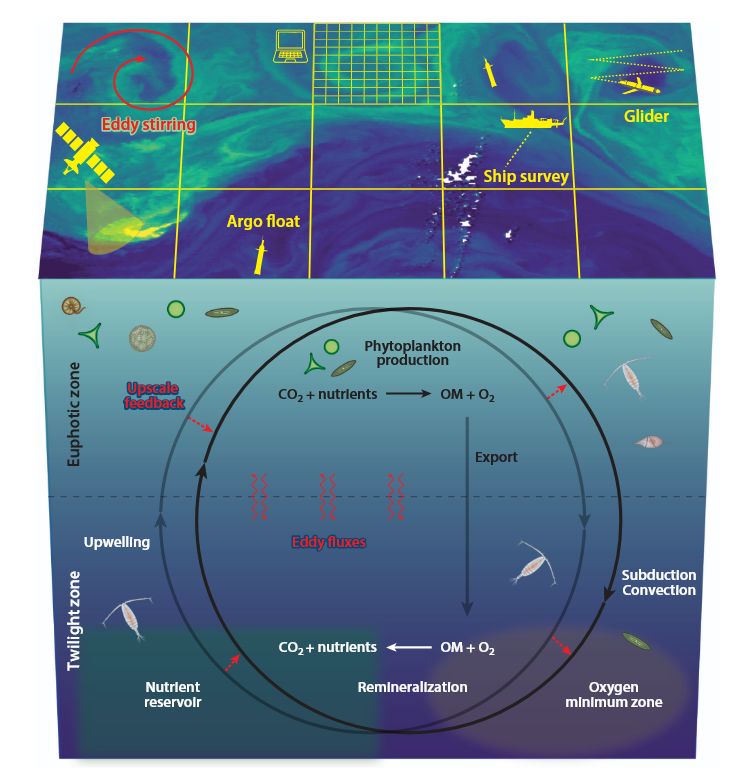 Eddy stirring
Glider
Ship survey
Argo float
Euphotic zone
Phytoplankton
production
Upscale
feedback
CO₂ + nutrients → OM + O₂
Export
Eddy fluxes
Upwelling
Twilight zone
Subduction
Convection
CO₂ + nutrients ← OM + O₂
Nutrient
reservoir
Remineralization
Oxygen
minimum zone